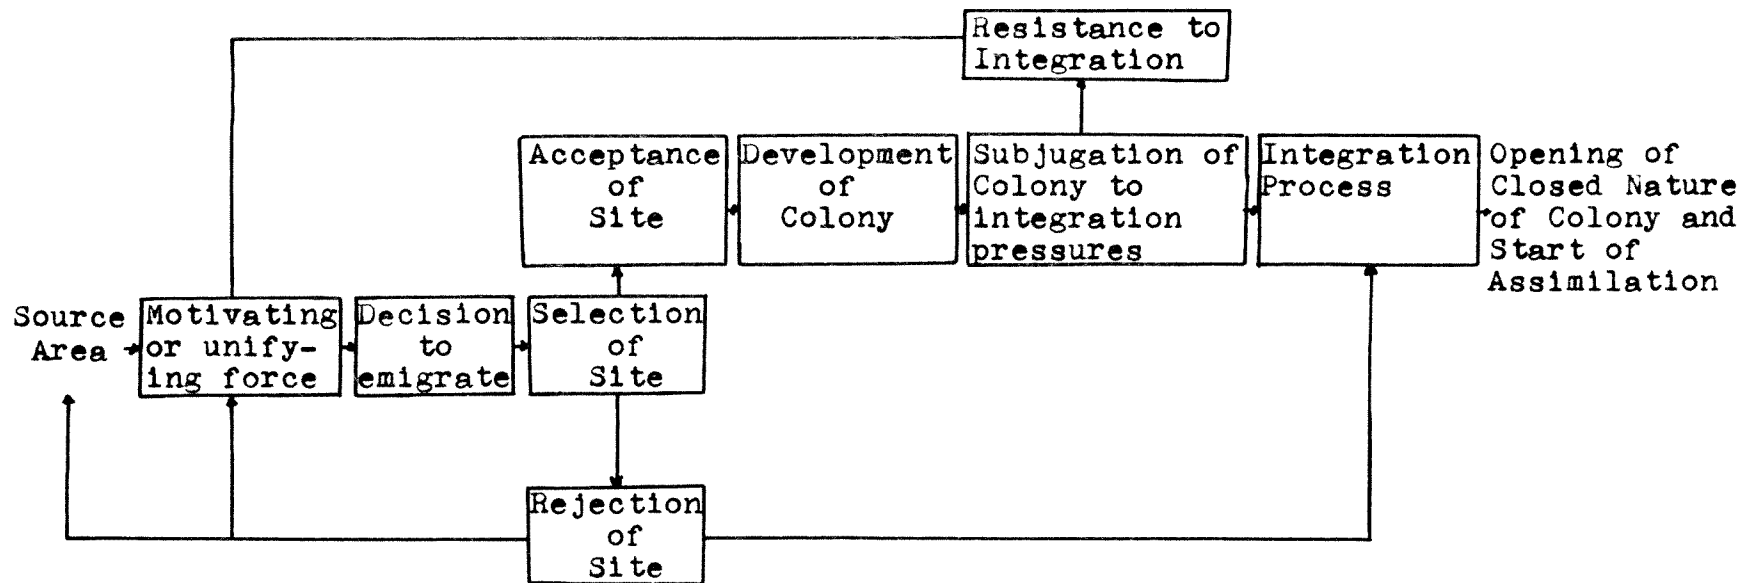 Resistance to
Integration
Acceptance
of
Site
Development
of
Colony
Subjugation of
Colony to
integration
pressures
Integration
Process
Opening of
Closed Nature
of Colony and
Start of
Assimilation
Source
Area
Motivating
or unify-
ing force
Decision
to
emigrate
Selection
of
Site
Rejection
of
Site